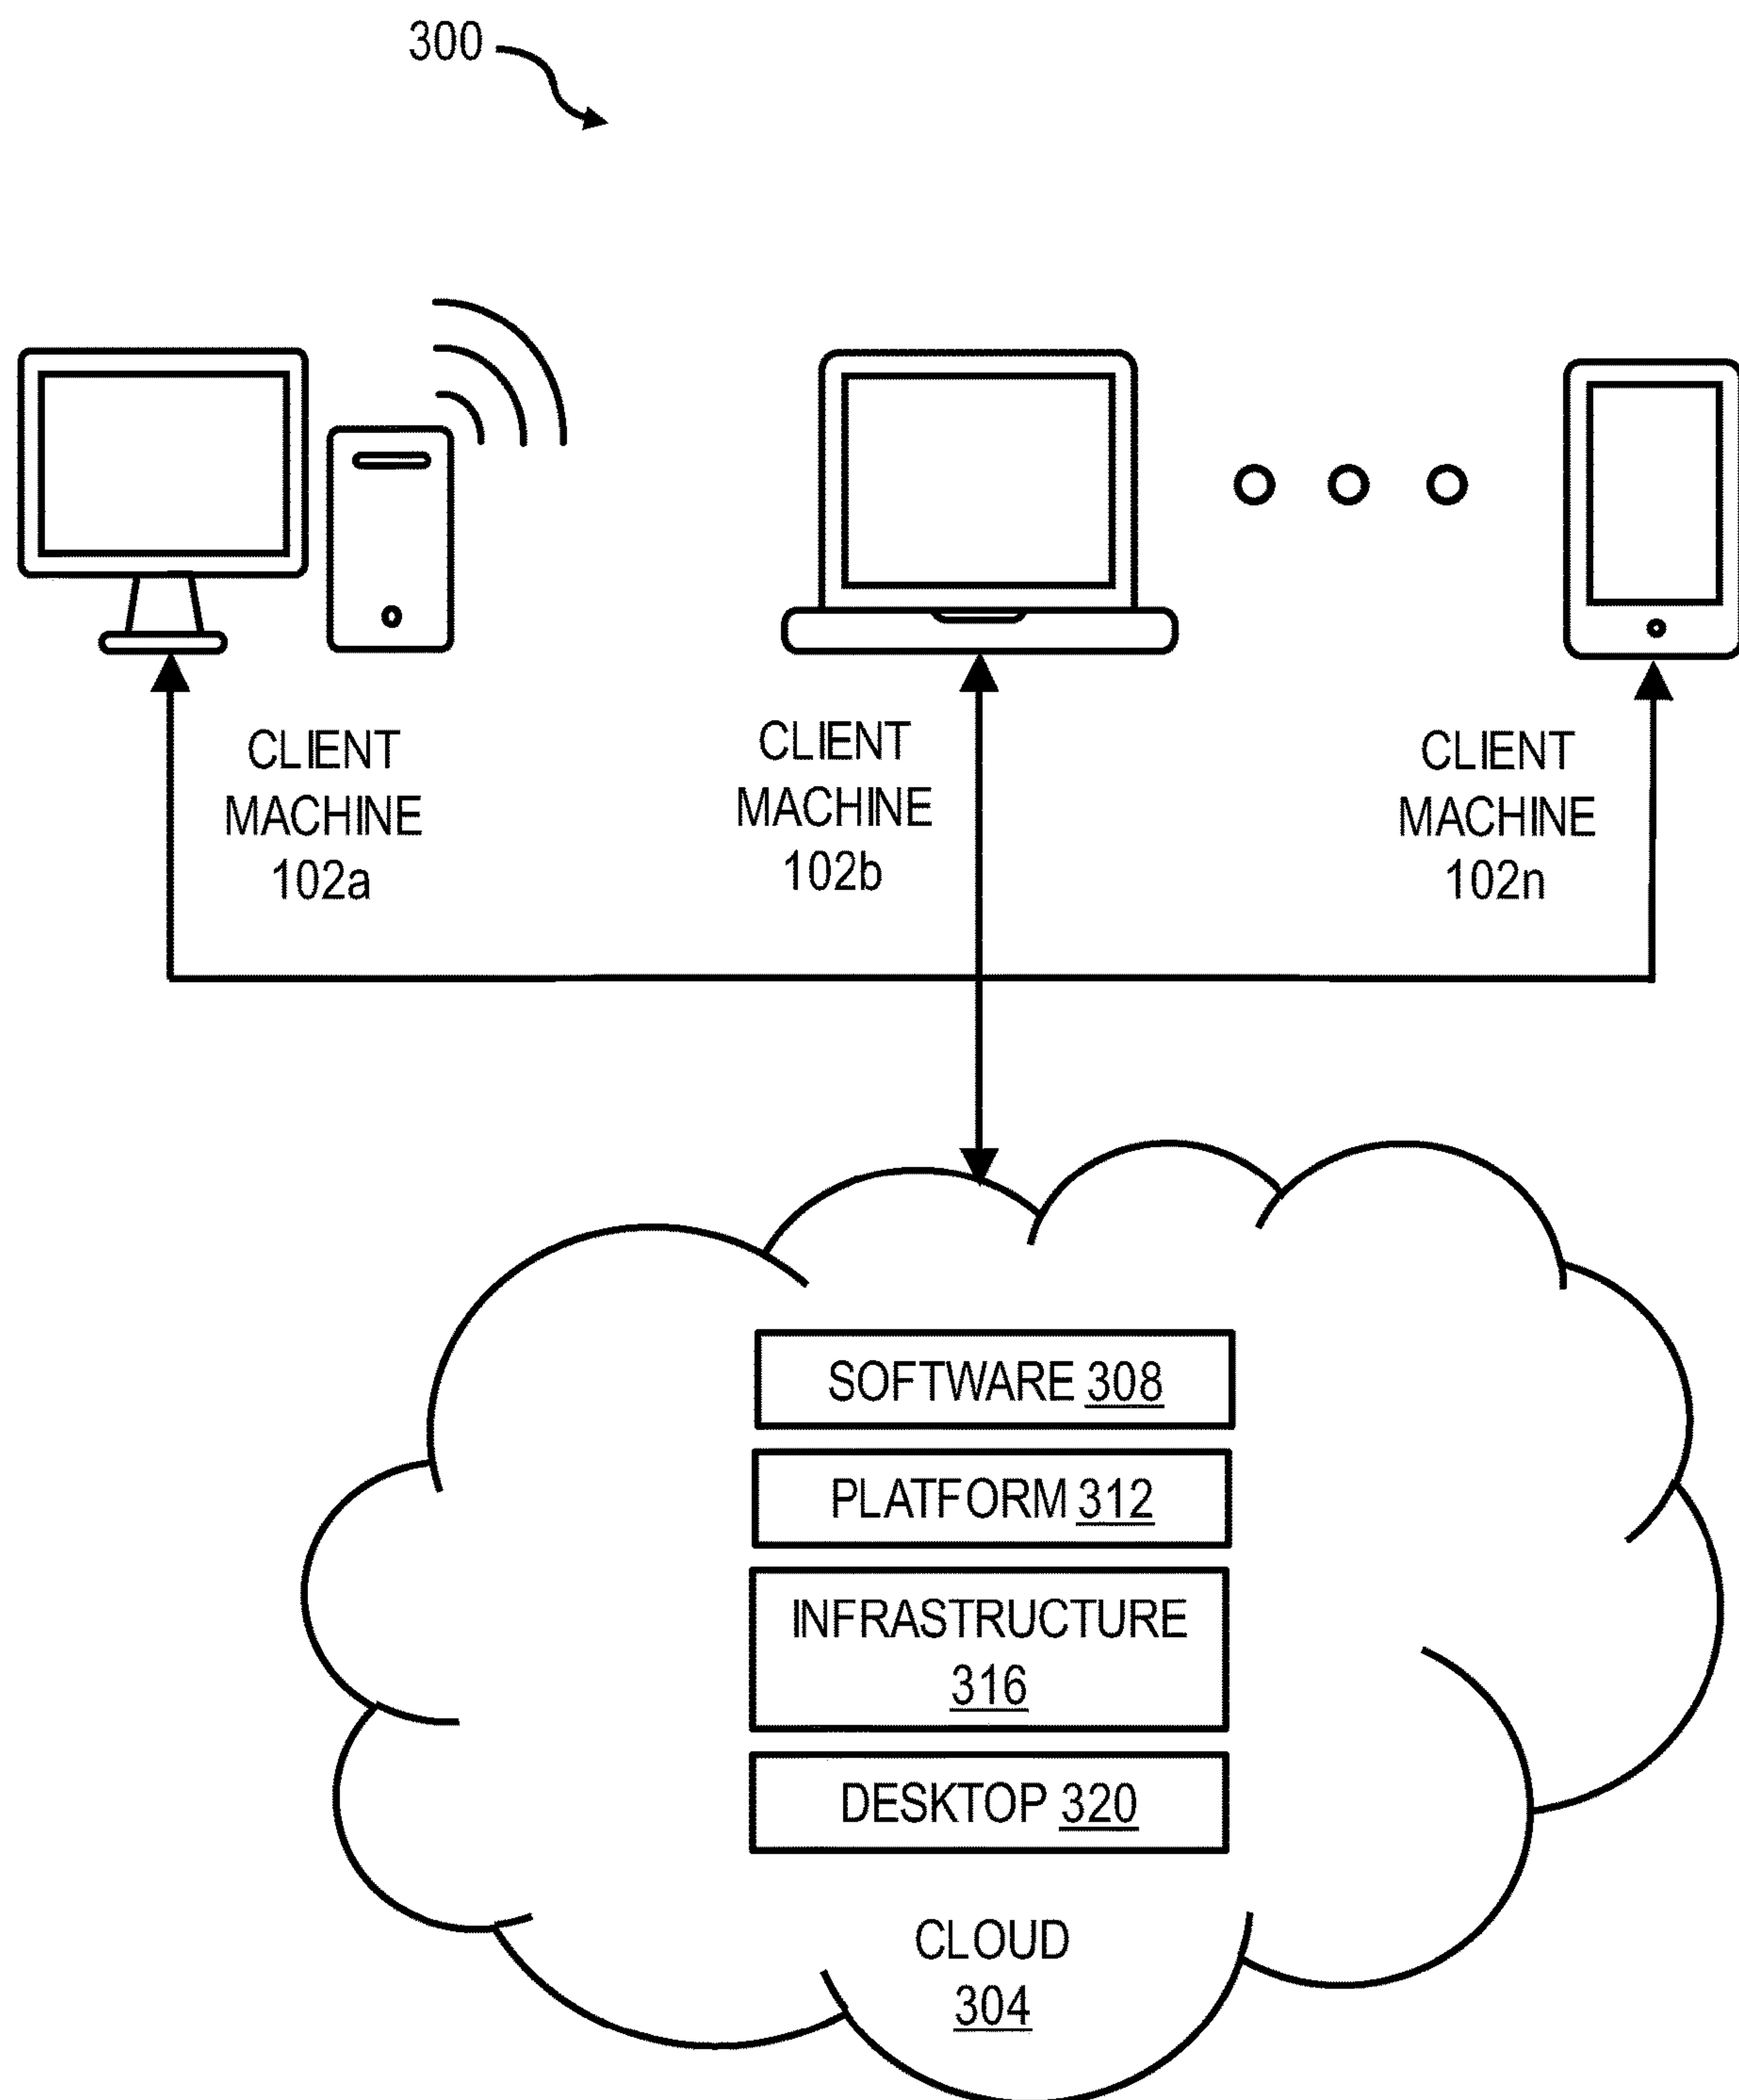 300
CLIENT
MACHINE
102a
CLIENT
MACHINE
102b
CLIENT
MACHINE
102n
SOFTWARE 308
PLATFORM 312
INFRASTRUCTURE
316
DESKTOP 320
CLOUD
304